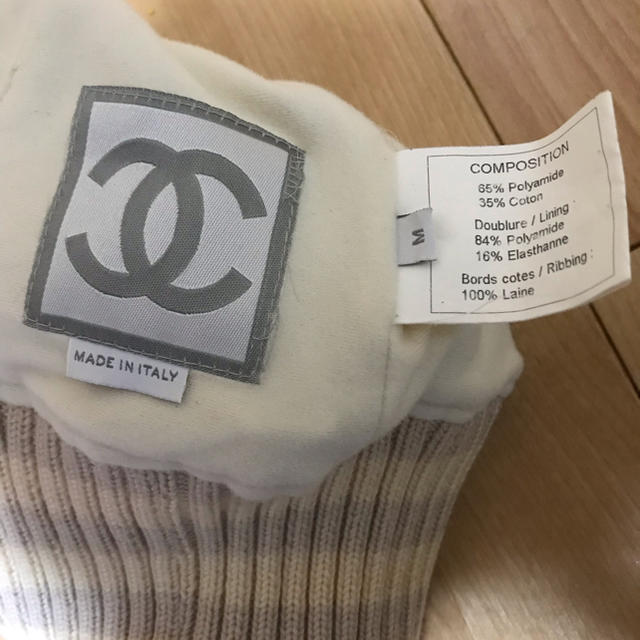 MADE IN ITALY
M
COMPOSITION
65% Polyamide
35% Coton
Doublure / Lining :
84% Polyamide
16% Elasthanne
Bords cotes / Ribbing :
100% Laine